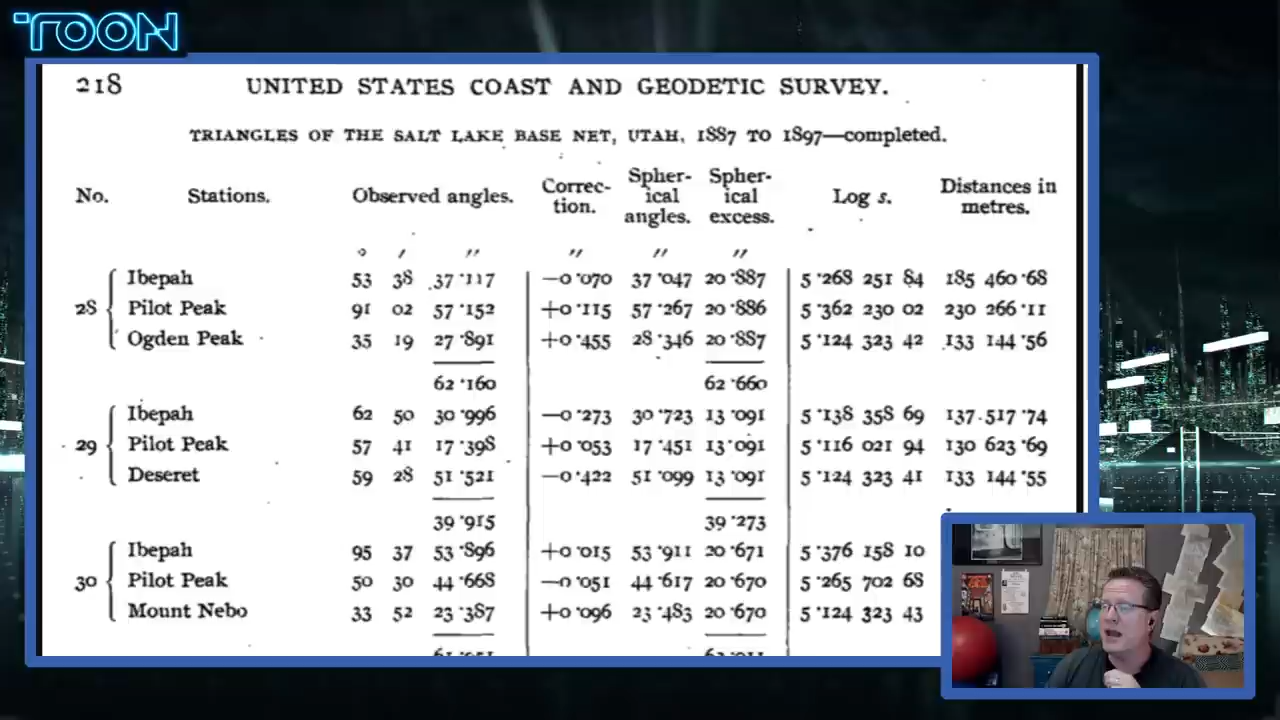 TOON
218 UNITED STATES COAST AND GEODETIC SURVEY.
TRIANGLES OF THE SALT LAKE BASE NET, UTAH, 1887 TO 1897—completed.
No. Stations. Observed angles. Correc-tion. Spher-ical angles. Spher-ical excess. Log s. Distances in metres.
° ′ ″ ″ ″ ″
Ibepah 53 38 37·117 —0·070 37·047 20·887 5·268 251 84 185 460·68
28 Pilot Peak 91 02 57·152 +0·115 57·267 20·886 5·362 230 02 230 266·11
Ogden Peak 35 19 27·891 +0·455 28·346 20·887 5·124 323 42 133 144·56
62·160 62·660
Ibepah 62 50 30·996 —0·273 30·723 13·091 5·138 358 69 137 517·74
29 Pilot Peak 57 41 17·398 +0·053 17·451 13·091 5·116 021 94 130 623·69
Deseret 59 28 51·521 —0·422 51·099 13·091 5·124 323 41 133 144·55
39·915 39·273
Ibepah 95 37 53·896 +0·015 53·911 20·671 5·376 158 10
30 Pilot Peak 50 30 44·668 —0·051 44·617 20·670 5·265 702 68
Mount Nebo 33 52 23·387 +0·096 23·483 20·670 5·124 323 43